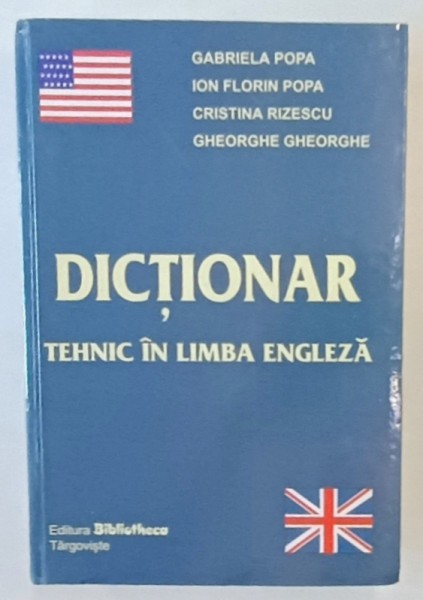 GABRIELA POPA
ION FLORIN POPA
CRISTINA RIZESCU
GHEORGHE GHEORGHE
DICȚIONAR
TEHNIC ÎN LIMBA ENGLEZĂ
Editura Bibliotheca
Târgoviște